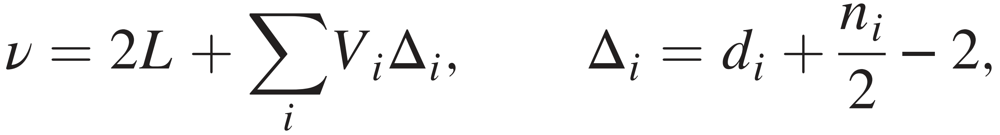 ν = 2L + ∑_i V_i Δ_i,    Δ_i = d_i + n_i/2 − 2,